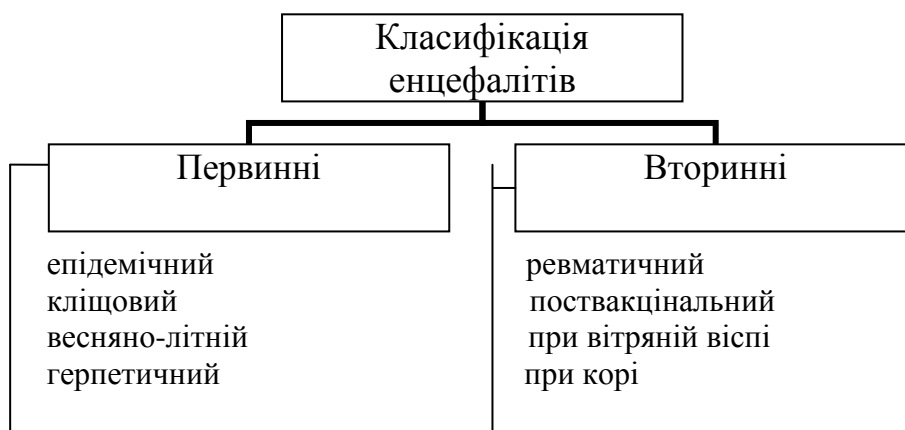 Класифікація
енцефалітів
Первинні
епідемічний
кліщовий
весняно-літній
герпетичний
Вторинні
ревматичний
поствакцінальний
при вітряній віспі
при корі